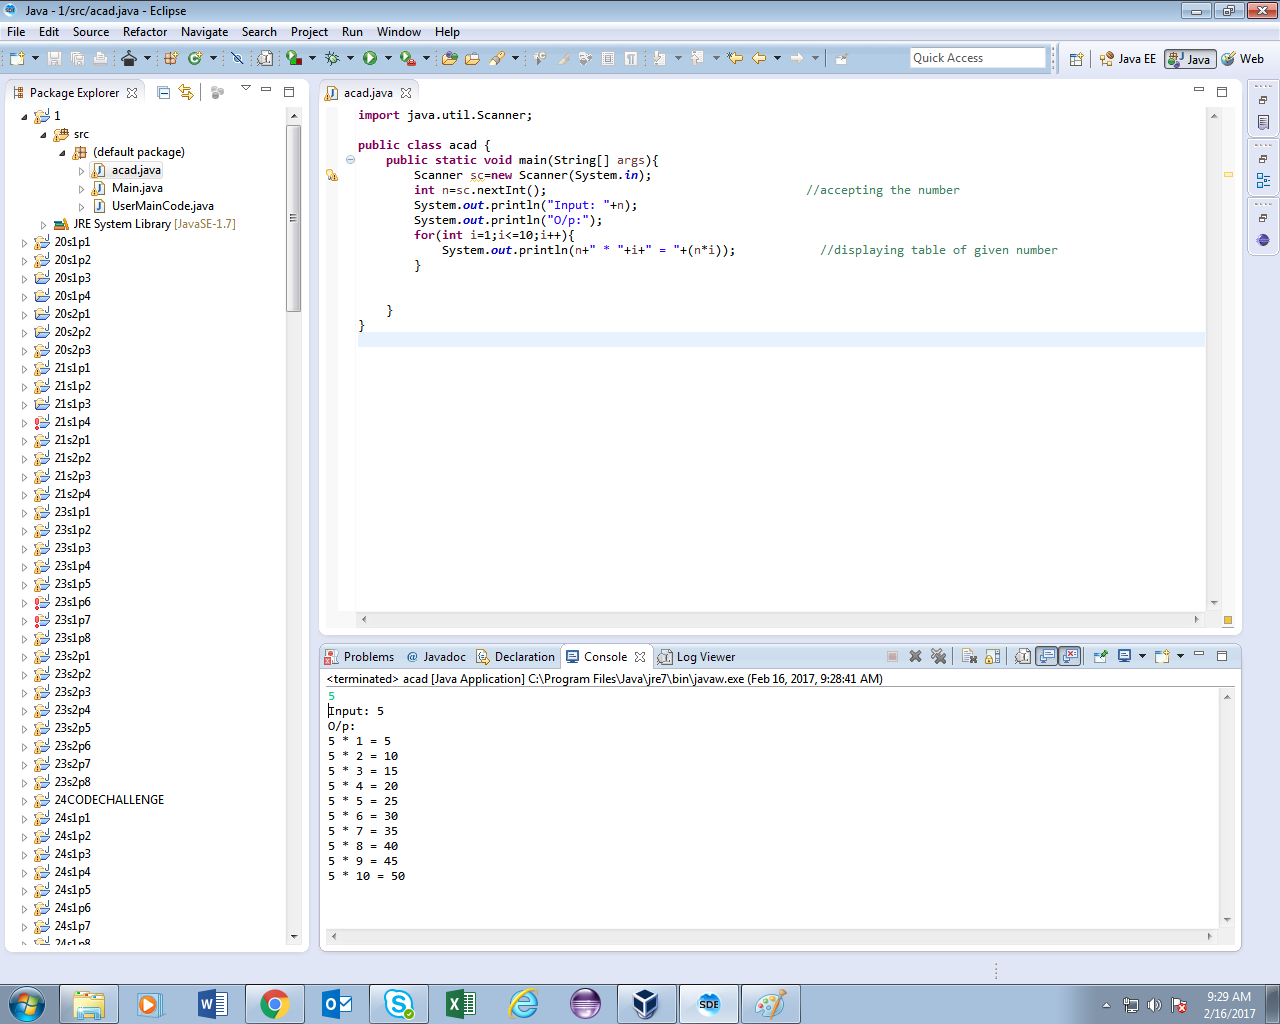 Java - 1/src/acad.java - Eclipse
File Edit Source Refactor Navigate Search Project Run Window Help
Quick Access
Java EE
Java
Web
Package Explorer
1
src
(default package)
acad.java
Main.java
UserMainCode.java
JRE System Library [JavaSE-1.7]
20s1p1
20s1p2
20s1p3
20s1p4
20s2p1
20s2p2
20s2p3
21s1p1
21s1p2
21s1p3
21s1p4
21s2p1
21s2p2
21s2p3
21s2p4
23s1p1
23s1p2
23s1p3
23s1p4
23s1p5
23s1p6
23s1p7
23s1p8
23s2p1
23s2p2
23s2p3
23s2p4
23s2p5
23s2p6
23s2p7
23s2p8
24CODECHALLENGE
24s1p1
24s1p2
24s1p3
24s1p4
24s1p5
24s1p6
24s1p7
24s1p8
acad.java
import java.util.Scanner;
public class acad {
public static void main(String[] args){
Scanner sc=new Scanner(System.in);
int n=sc.nextInt(); //accepting the number
System.out.println("Input: "+n);
System.out.println("O/p:");
for(int i=1;i<=10;i++){
System.out.println(n+" * "+i+" = "+(n*i)); //displaying table of given number
}
}
}
Problems @ Javadoc Declaration Console Log Viewer
<terminated> acad [Java Application] C:\Program Files\Java\jre7\bin\javaw.exe (Feb 16, 2017, 9:28:41 AM)
5
Input: 5
O/p:
5 * 1 = 5
5 * 2 = 10
5 * 3 = 15
5 * 4 = 20
5 * 5 = 25
5 * 6 = 30
5 * 7 = 35
5 * 8 = 40
5 * 9 = 45
5 * 10 = 50
SDE
9:29 AM
2/16/2017